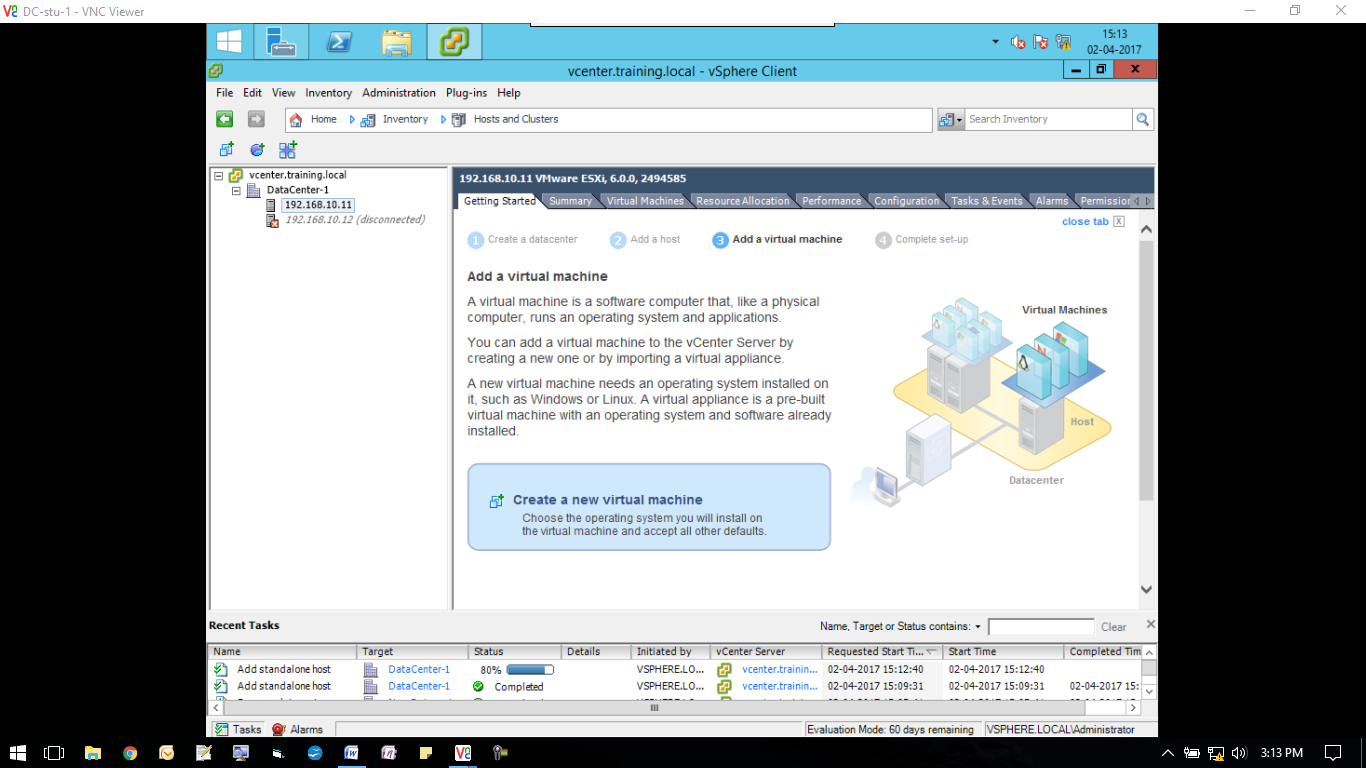 DC-stu-1 - VNC Viewer
15:13
02-04-2017
vcenter.training.local - vSphere Client
File Edit View Inventory Administration Plug-ins Help
Home Inventory Hosts and Clusters
Search Inventory
vcenter.training.local
DataCenter-1
192.168.10.11
192.168.10.12 (disconnected)
192.168.10.11 VMware ESXi, 6.0.0, 2494585
Getting Started Summary Virtual Machines Resource Allocation Performance Configuration Tasks & Events Alarms Permission
close tab X
1 Create a datacenter 2 Add a host 3 Add a virtual machine 4 Complete set-up
Add a virtual machine
A virtual machine is a software computer that, like a physical
computer, runs an operating system and applications.
You can add a virtual machine to the vCenter Server by
creating a new one or by importing a virtual appliance.
A new virtual machine needs an operating system installed on
it, such as Windows or Linux. A virtual appliance is a pre-built
virtual machine with an operating system and software already
installed.
Virtual Machines
Host
Datacenter
Create a new virtual machine
Choose the operating system you will install on
the virtual machine and accept all other defaults.
Recent Tasks
Name, Target or Status contains:
Clear
Name Target Status Details Initiated by vCenter Server Requested Start Ti... Start Time Completed Tim
Add standalone host DataCenter-1 80% VSPHERE.LO... vcenter.trainin... 02-04-2017 15:12:40 02-04-2017 15:12:40
Add standalone host DataCenter-1 Completed VSPHERE.LO... vcenter.trainin... 02-04-2017 15:09:31 02-04-2017 15:09:31 02-04-2017 15:
Tasks Alarms
Evaluation Mode: 60 days remaining VSPHERE.LOCAL\Administrator
3:13 PM